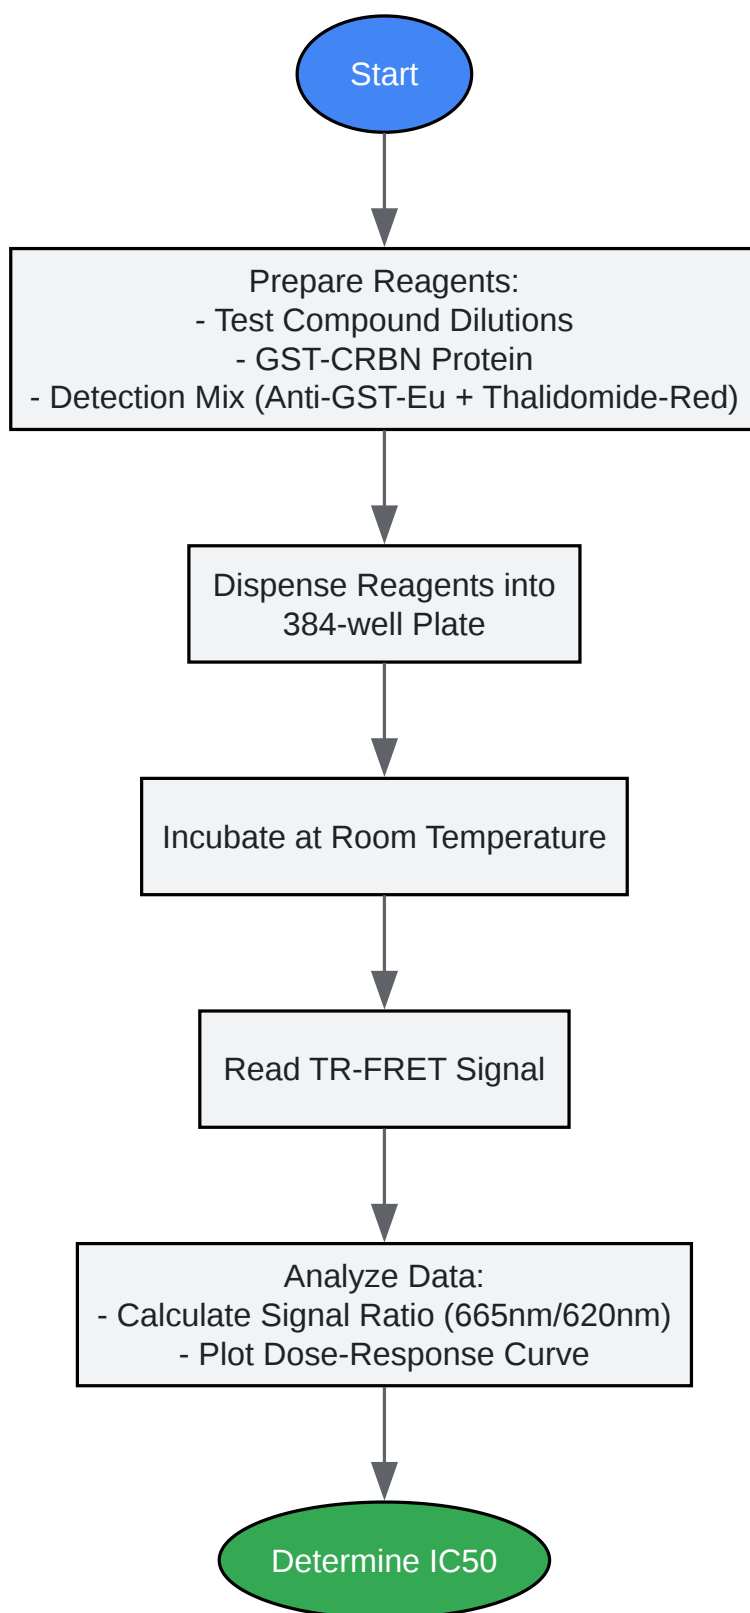 Start
Prepare Reagents:
- Test Compound Dilutions
- GST-CRBN Protein
- Detection Mix (Anti-GST-Eu + Thalidomide-Red)
Dispense Reagents into
384-well Plate
Incubate at Room Temperature
Read TR-FRET Signal
Analyze Data:
- Calculate Signal Ratio (665nm/620nm)
- Plot Dose-Response Curve
Determine IC50